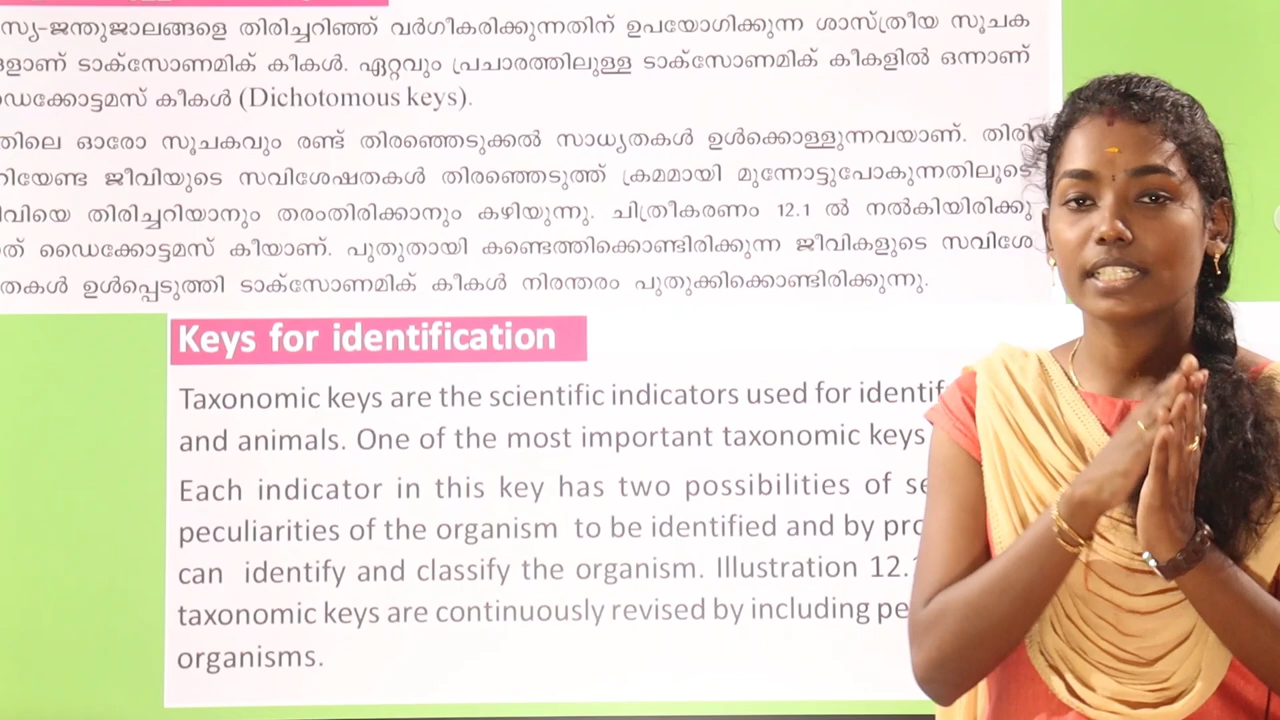 സ്യ-ജന്തുജാലങ്ങളെ തിരിച്ചറിഞ്ഞ് വർഗീകരിക്കുന്നതിന് ഉപയോഗിക്കുന്ന ശാസ്ത്രീയ സൂചക
ളാണ് ടാക്സോണമിക് കീകൾ. ഏറ്റവും പ്രചാരത്തിലുള്ള ടാക്സോണമിക് കീകളിൽ ഒന്നാണ്
ഡൈക്കോട്ടമസ് കീകൾ (Dichotomous keys).
തിലെ ഓരോ സൂചകവും രണ്ട് തിരഞ്ഞെടുക്കൽ സാധ്യതകൾ ഉൾക്കൊള്ളുന്നവയാണ്. തിരി
റിയേണ്ട ജീവിയുടെ സവിശേഷതകൾ തിരഞ്ഞെടുത്ത് ക്രമമായി മുന്നോട്ടുപോകുന്നതിലൂടെ
വിയെ തിരിച്ചറിയാനും തരംതിരിക്കാനും കഴിയുന്നു. ചിത്രീകരണം 12.1 ൽ നൽകിയിരിക്കു
ത് ഡൈക്കോട്ടമസ് കീയാണ്. പുതുതായി കണ്ടെത്തിക്കൊണ്ടിരിക്കുന്ന ജീവികളുടെ സവിശേ
തകൾ ഉൾപ്പെടുത്തി ടാക്സോണമിക് കീകൾ നിരന്തരം പുതുക്കിക്കൊണ്ടിരിക്കുന്നു.
Keys for identification
Taxonomic keys are the scientific indicators used for identif
and animals. One of the most important taxonomic keys
Each indicator in this key has two possibilities of se
peculiarities of the organism to be identified and by pro
can identify and classify the organism. Illustration 12.1
taxonomic keys are continuously revised by including pe
organisms.